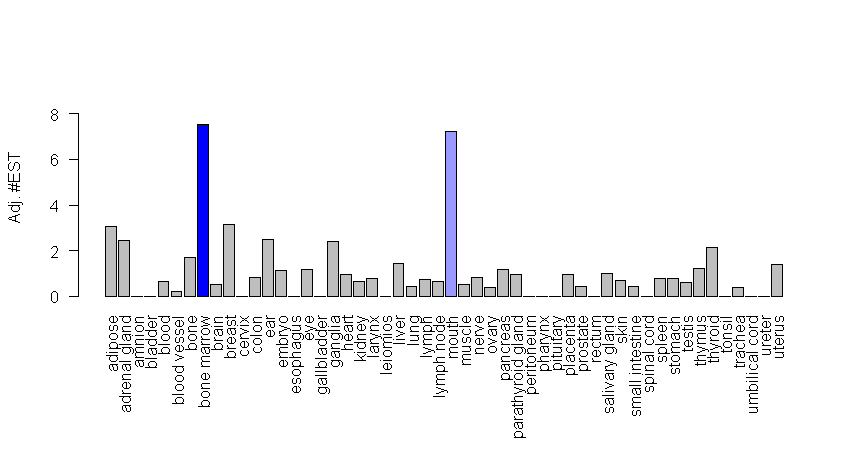 Adj. #EST
8
6
4
2
0
adipose
adrenal gland
amnion
bladder
blood
blood vessel
bone
bone marrow
brain
breast
cervix
colon
ear
embryo
esophagus
eye
gallbladder
ganglia
heart
kidney
larynx
leiomios
liver
lung
lymph
lymph node
mouth
muscle
nerve
ovary
pancreas
parathyroid gland
peritoneum
pharynx
pituitary
placenta
prostate
rectum
salivary gland
skin
small intestine
spinal cord
spleen
stomach
testis
thymus
thyroid
tonsil
trachea
umbilical cord
ureter
uterus